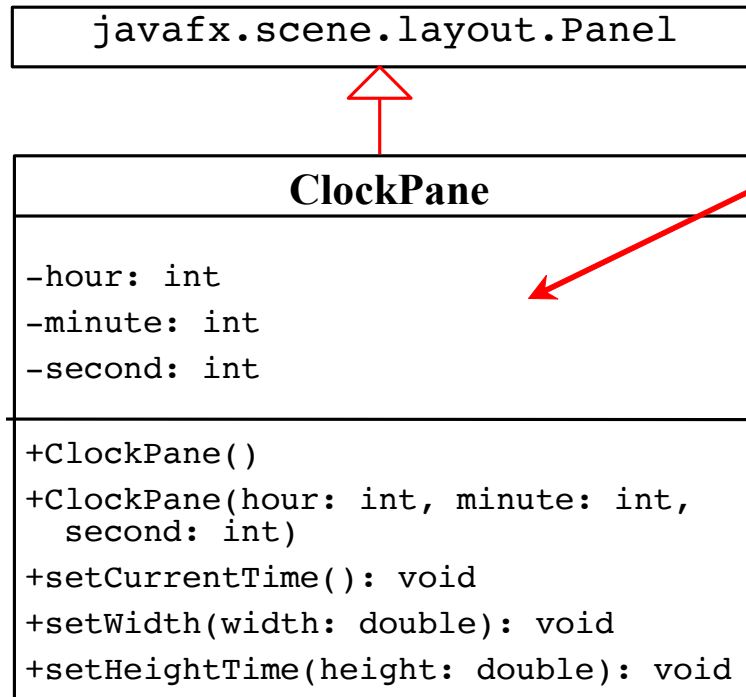 javafx.scene.layout.Panel
ClockPane
-hour: int
-minute: int
-second: int
+ClockPane()
+ClockPane(hour: int, minute: int,
second: int)
+setCurrentTime(): void
+setWidth(width: double): void
+setHeightTime(height: double): void